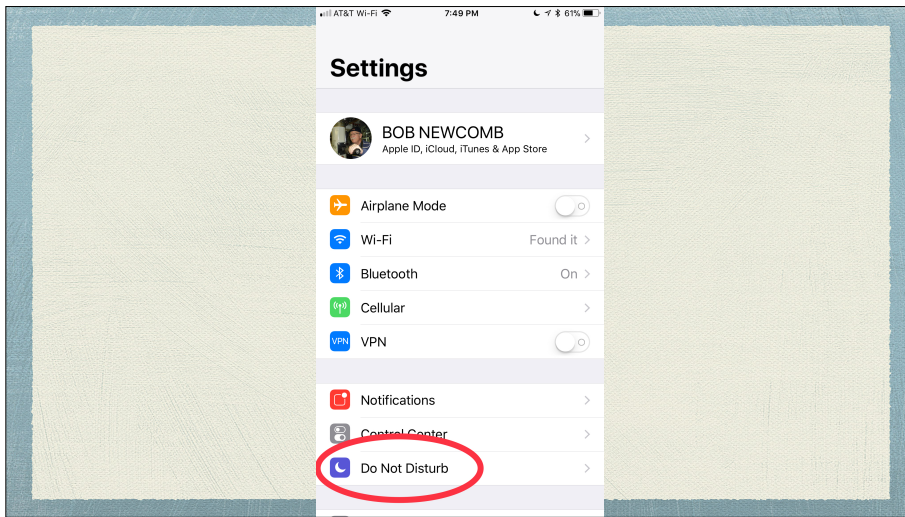 AT&T Wi-Fi 7:49 PM 61%
Settings
BOB NEWCOMB
Apple ID, iCloud, iTunes & App Store
Airplane Mode
Wi-Fi Found it
Bluetooth On
Cellular
VPN VPN
Notifications
Control Center
Do Not Disturb